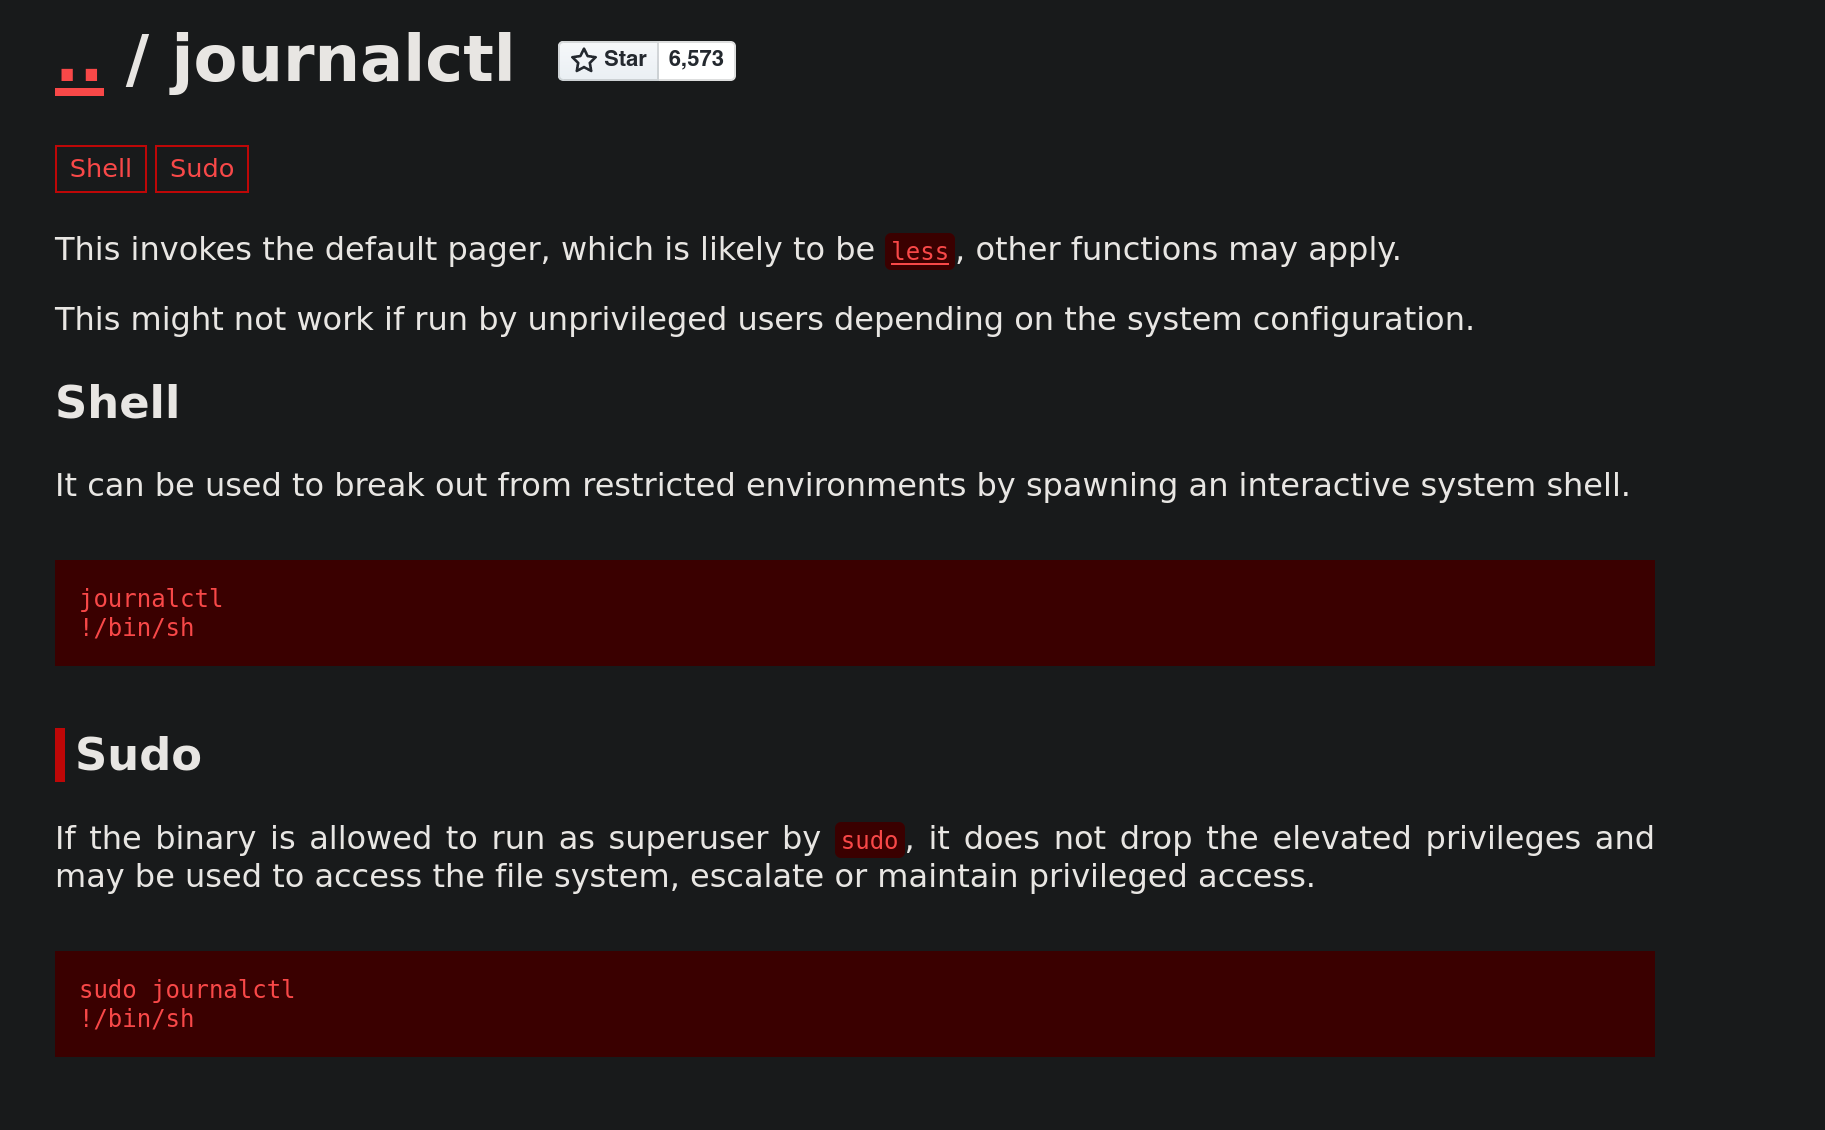 .. / journalctl
Star 6,573
Shell Sudo
This invokes the default pager, which is likely to be less, other functions may apply.
This might not work if run by unprivileged users depending on the system configuration.
Shell
It can be used to break out from restricted environments by spawning an interactive system shell.
journalctl
!/bin/sh
Sudo
If the binary is allowed to run as superuser by sudo, it does not drop the elevated privileges and
may be used to access the file system, escalate or maintain privileged access.
sudo journalctl
!/bin/sh